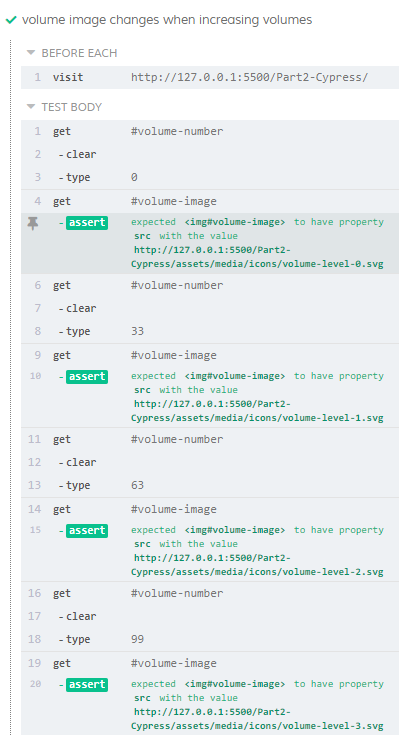 volume image changes when increasing volumes
BEFORE EACH
1 visit http://127.0.0.1:5500/Part2-Cypress/
TEST BODY
1 get #volume-number
2 -clear
3 -type 0
4 get #volume-image
-assert expected <img#volume-image> to have property
src with the value
http://127.0.0.1:5500/Part2-
Cypress/assets/media/icons/volume-level-0.svg
6 get #volume-number
7 -clear
8 -type 33
9 get #volume-image
10 -assert expected <img#volume-image> to have property
src with the value
http://127.0.0.1:5500/Part2-
Cypress/assets/media/icons/volume-level-1.svg
11 get #volume-number
12 -clear
13 -type 63
14 get #volume-image
15 -assert expected <img#volume-image> to have property
src with the value
http://127.0.0.1:5500/Part2-
Cypress/assets/media/icons/volume-level-2.svg
16 get #volume-number
17 -clear
18 -type 99
19 get #volume-image
20 -assert expected <img#volume-image> to have property
src with the value
http://127.0.0.1:5500/Part2-
Cypress/assets/media/icons/volume-level-3.svg